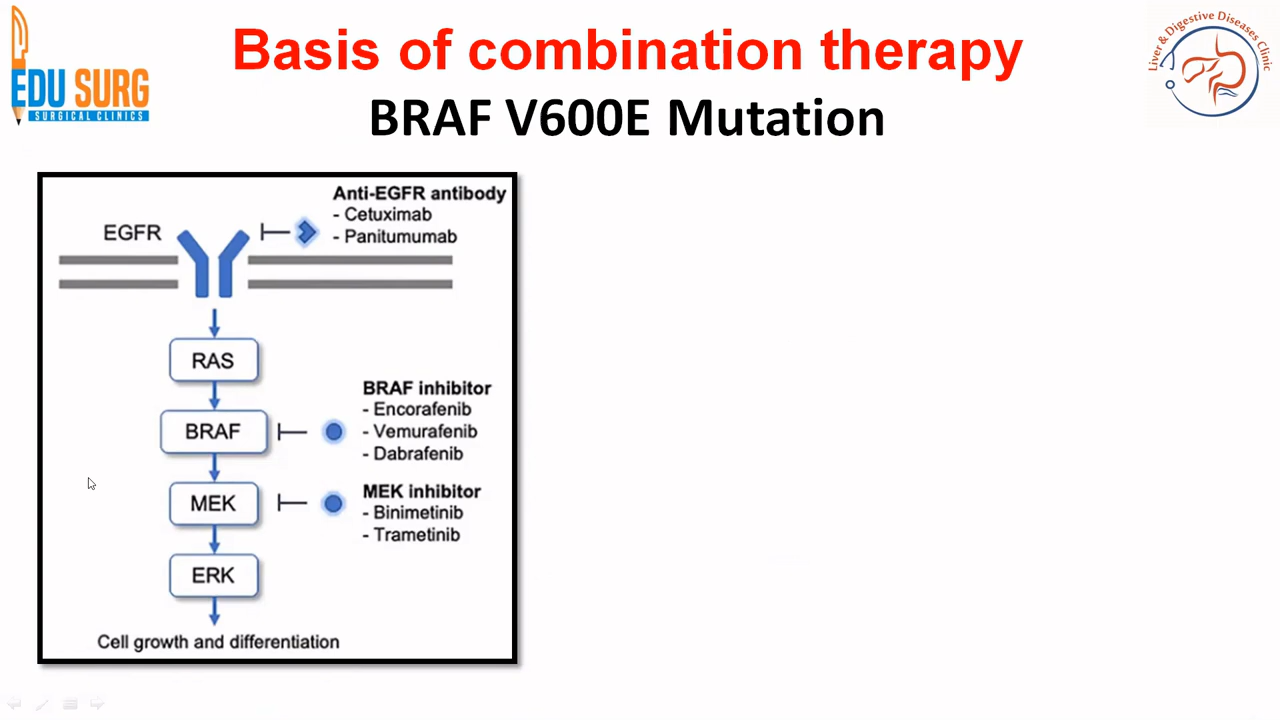 Basis of combination therapy
BRAF V600E Mutation
EDU SURG
SURGICAL CLINICS
Liver & Digestive Diseases Clinic
Anti-EGFR antibody
- Cetuximab
- Panitumumab
EGFR
RAS
BRAF
BRAF inhibitor
- Encorafenib
- Vemurafenib
- Dabrafenib
MEK
MEK inhibitor
- Binimetinib
- Trametinib
ERK
Cell growth and differentiation